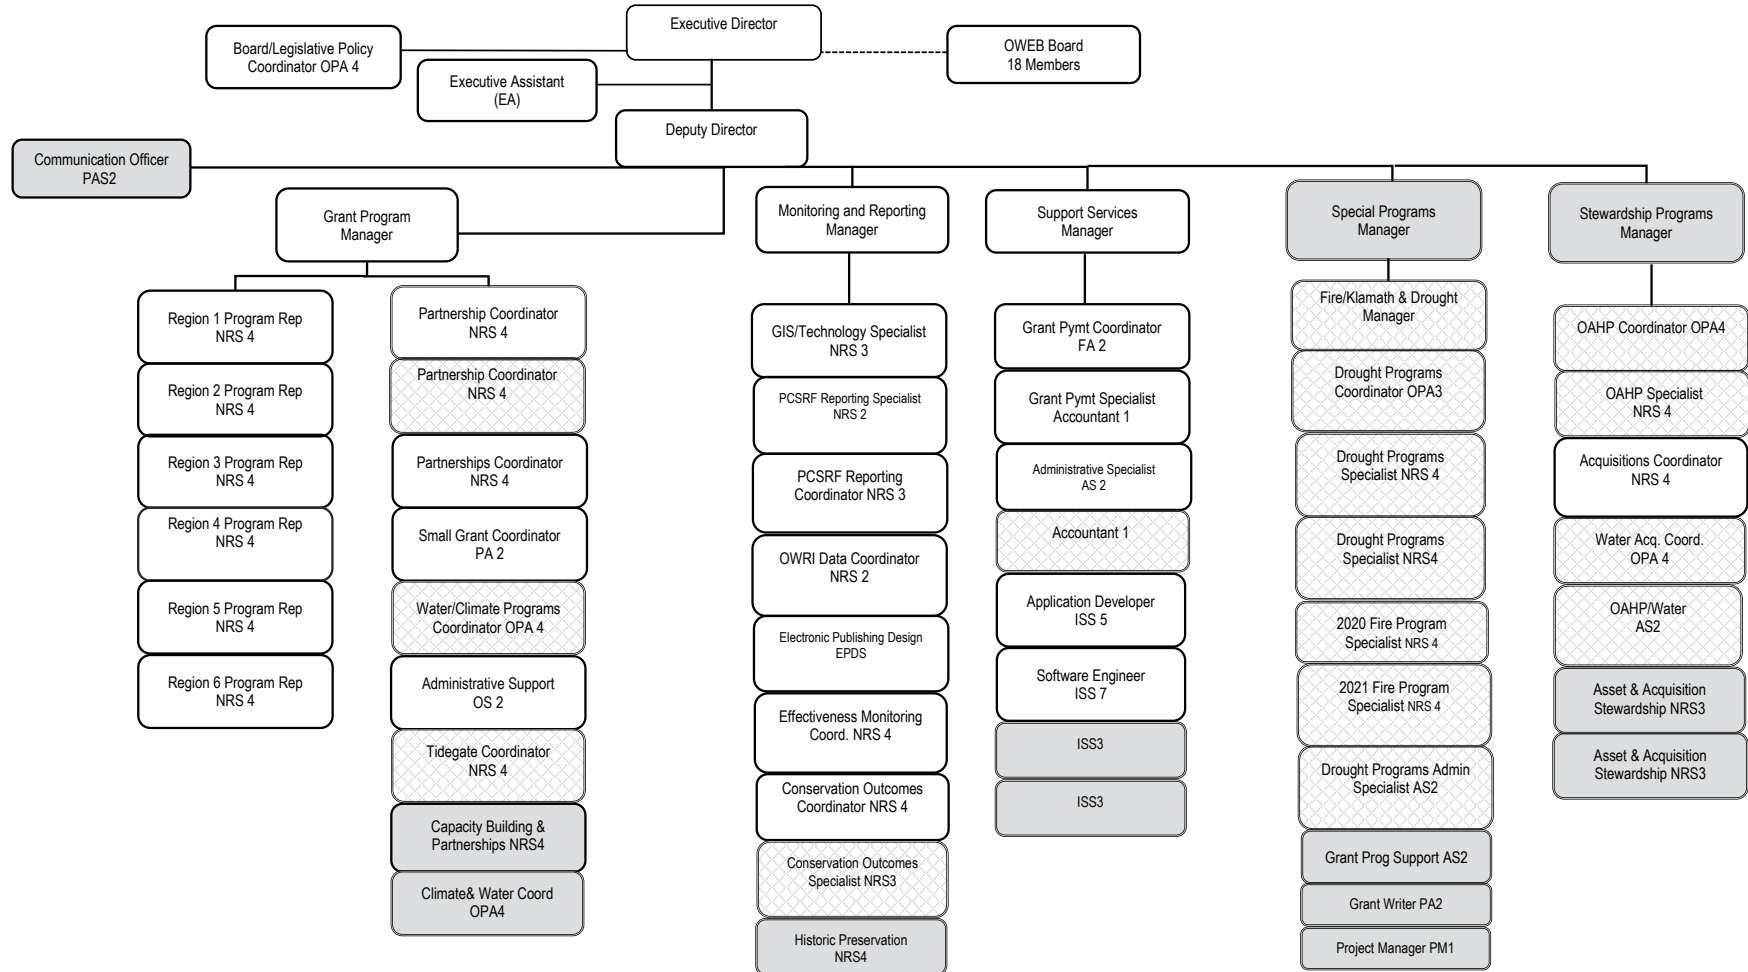 Executive Director
Board/Legislative Policy
Coordinator OPA 4
OWEB Board
18 Members
Executive Assistant
(EA)
Deputy Director
Communication Officer
PAS2
Grant Program
Manager
Monitoring and Reporting
Manager
Support Services
Manager
Special Programs
Manager
Stewardship Programs
Manager
Region 1 Program Rep
NRS 4
Region 2 Program Rep
NRS 4
Region 3 Program Rep
NRS 4
Region 4 Program Rep
NRS 4
Region 5 Program Rep
NRS 4
Region 6 Program Rep
NRS 4
Partnership Coordinator
NRS 4
Partnership Coordinator
NRS 4
Partnerships Coordinator
NRS 4
Small Grant Coordinator
PA 2
Water/Climate Programs
Coordinator OPA 4
Administrative Support
OS 2
Tidegate Coordinator
NRS 4
Capacity Building &
Partnerships NRS4
Climate& Water Coord
OPA4
GIS/Technology Specialist
NRS 3
PCSRF Reporting Specialist
NRS 2
PCSRF Reporting
Coordinator NRS 3
OWRI Data Coordinator
NRS 2
Electronic Publishing Design
EPDS
Effectiveness Monitoring
Coord. NRS 4
Conservation Outcomes
Coordinator NRS 4
Conservation Outcomes
Specialist NRS3
Historic Preservation
NRS4
Grant Pymt Coordinator
FA 2
Grant Pymt Specialist
Accountant 1
Administrative Specialist
AS 2
Accountant 1
Application Developer
ISS 5
Software Engineer
ISS 7
ISS3
ISS3
Fire/Klamath & Drought
Manager
Drought Programs
Coordinator OPA3
Drought Programs
Specialist NRS 4
Drought Programs
Specialist NRS4
2020 Fire Program
Specialist NRS 4
2021 Fire Program
Specialist NRS 4
Drought Programs Admin
Specialist AS2
Grant Prog Support AS2
Grant Writer PA2
Project Manager PM1
OAHP Coordinator OPA4
OAHP Specialist
NRS 4
Acquisitions Coordinator
NRS 4
Water Acq. Coord.
OPA 4
OAHP/Water
AS2
Asset & Acquisition
Stewardship NRS3
Asset & Acquisition
Stewardship NRS3